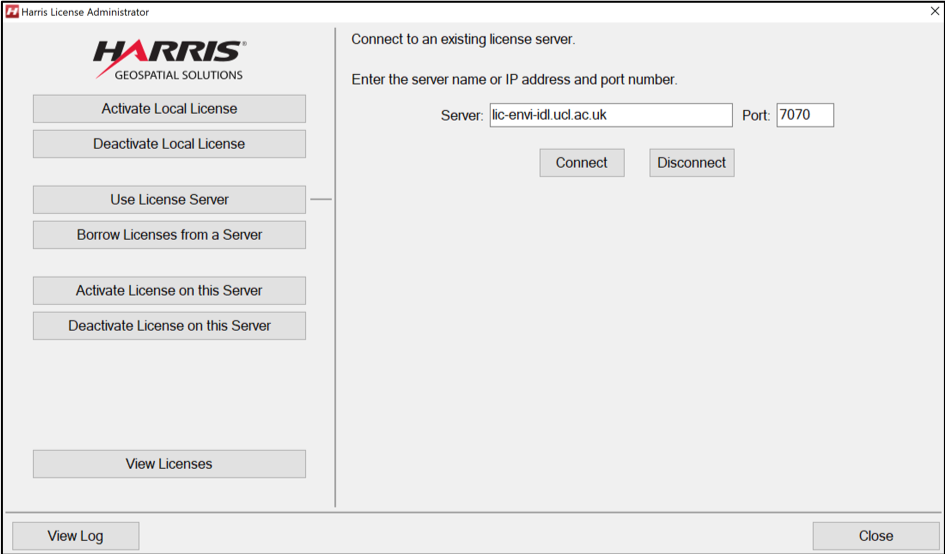 Harris License Administrator
HARRIS®
GEOSPATIAL SOLUTIONS
Activate Local License
Deactivate Local License
Use License Server
Borrow Licenses from a Server
Activate License on this Server
Deactivate License on this Server
View Licenses
Connect to an existing license server.
Enter the server name or IP address and port number.
Server: lic-envi-idl.ucl.ac.uk Port: 7070
Connect Disconnect
View Log Close